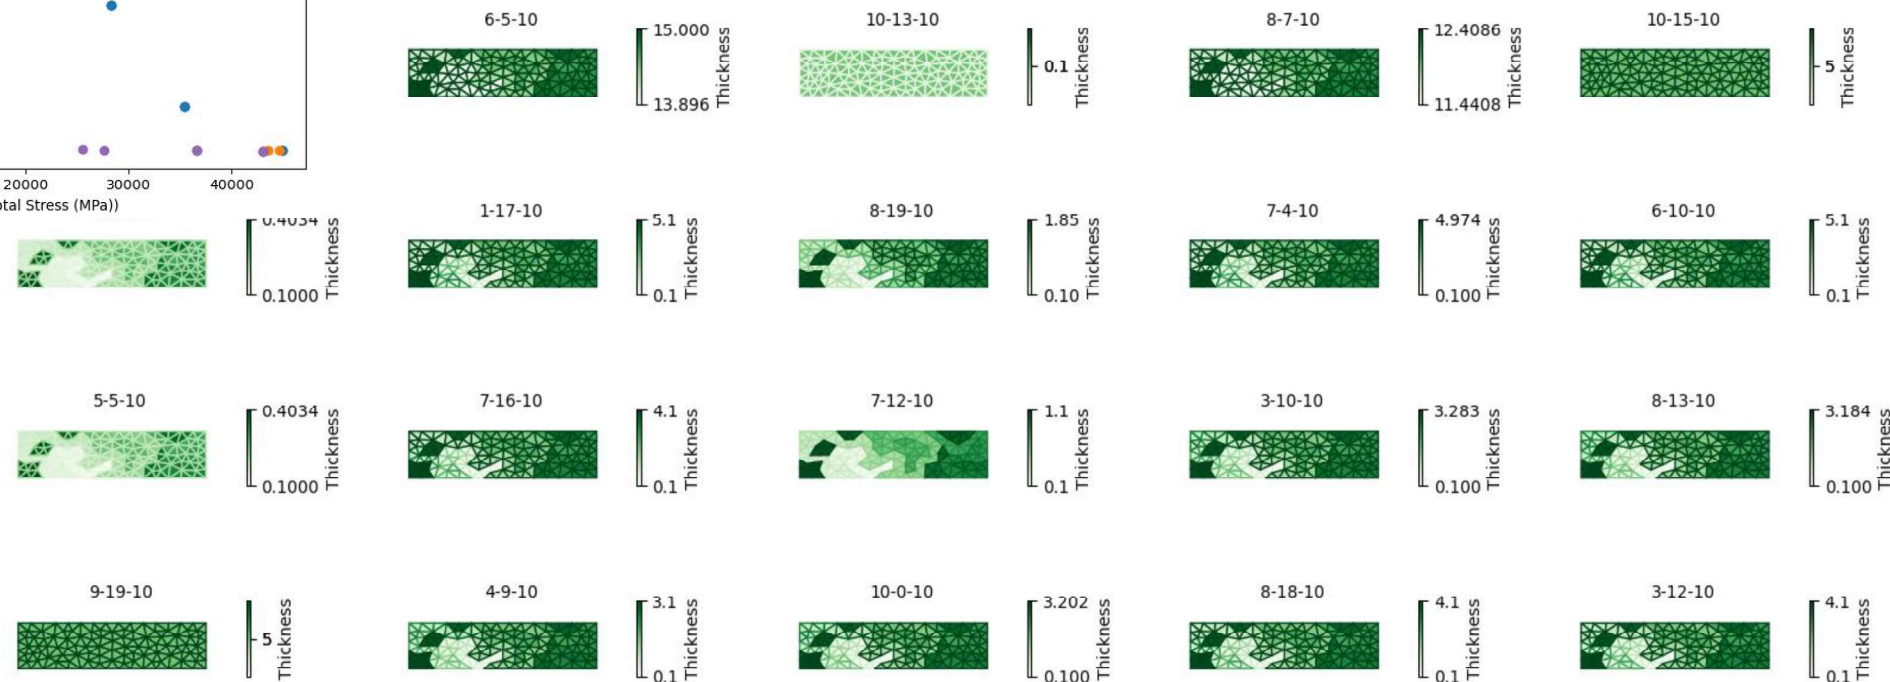 6-5-10
15.000
13.896
Thickness
10-13-10
0.1
Thickness
8-7-10
12.4086
11.4408
Thickness
10-15-10
5
Thickness
20000 30000 40000
otal Stress (MPa))
0.4034
0.1000
Thickness
1-17-10
5.1
0.1
Thickness
8-19-10
1.85
0.10
Thickness
7-4-10
4.974
0.100
Thickness
6-10-10
5.1
0.1
Thickness
5-5-10
0.4034
0.1000
Thickness
7-16-10
4.1
0.1
Thickness
7-12-10
1.1
0.1
Thickness
3-10-10
3.283
0.100
Thickness
8-13-10
3.184
0.100
Thickness
9-19-10
5
Thickness
4-9-10
3.1
0.1
Thickness
10-0-10
3.202
0.100
Thickness
8-18-10
4.1
0.1
Thickness
3-12-10
4.1
0.1
Thickness